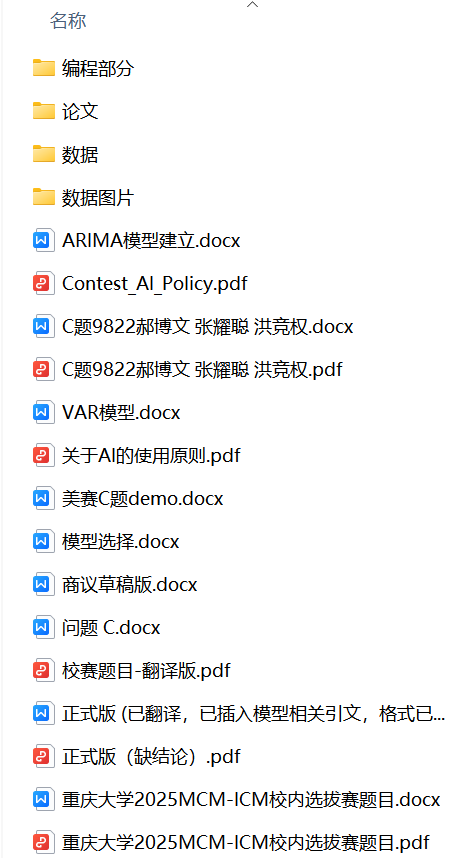 名称
编程部分
论文
数据
数据图片
ARIMA模型建立.docx
Contest_AI_Policy.pdf
C题9822郝博文 张耀聪 洪竞权.docx
C题9822郝博文 张耀聪 洪竞权.pdf
VAR模型.docx
关于AI的使用原则.pdf
美赛C题demo.docx
模型选择.docx
商议草稿版.docx
问题 C.docx
校赛题目-翻译版.pdf
正式版 (已翻译，已插入模型相关引文，格式已...
正式版（缺结论）.pdf
重庆大学2025MCM-ICM校内选拔赛题目.docx
重庆大学2025MCM-ICM校内选拔赛题目.pdf